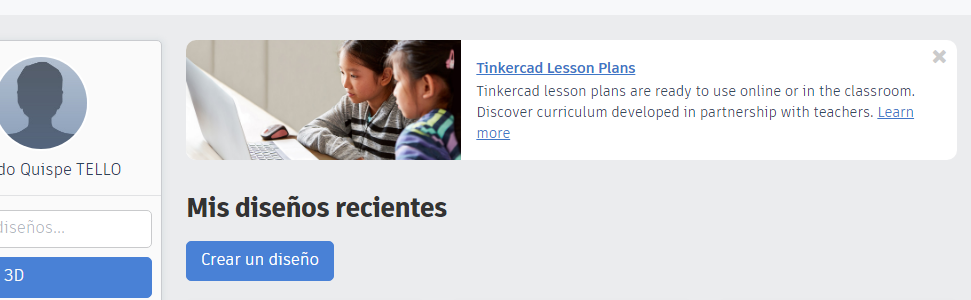 do Quispe TELLO
diseños...
3D
Tinkercad Lesson Plans
Tinkercad lesson plans are ready to use online or in the classroom.
Discover curriculum developed in partnership with teachers. Learn
more
Mis diseños recientes
Crear un diseño